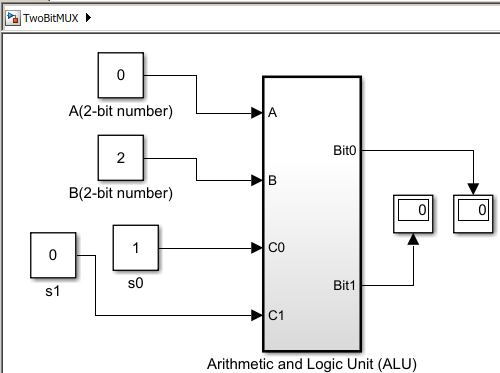 TwoBitMUX
0
A(2-bit number)
A
2
B(2-bit number)
B
Bit0
0
0
0
s1
1
s0
C0
C1
Bit1
Arithmetic and Logic Unit (ALU)